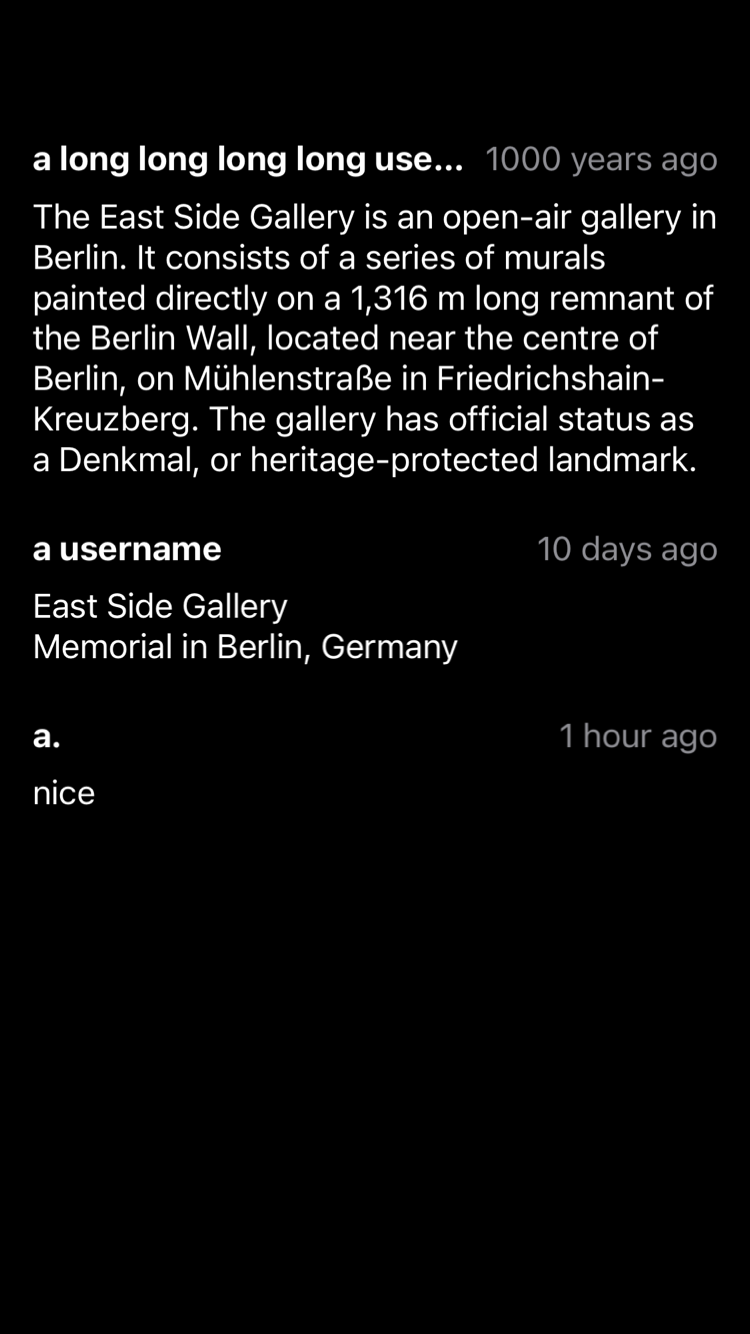 a long long long long use... 1000 years ago
The East Side Gallery is an open-air gallery in
Berlin. It consists of a series of murals
painted directly on a 1,316 m long remnant of
the Berlin Wall, located near the centre of
Berlin, on Mühlenstraße in Friedrichshain-
Kreuzberg. The gallery has official status as
a Denkmal, or heritage-protected landmark.
a username 10 days ago
East Side Gallery
Memorial in Berlin, Germany
a. 1 hour ago
nice